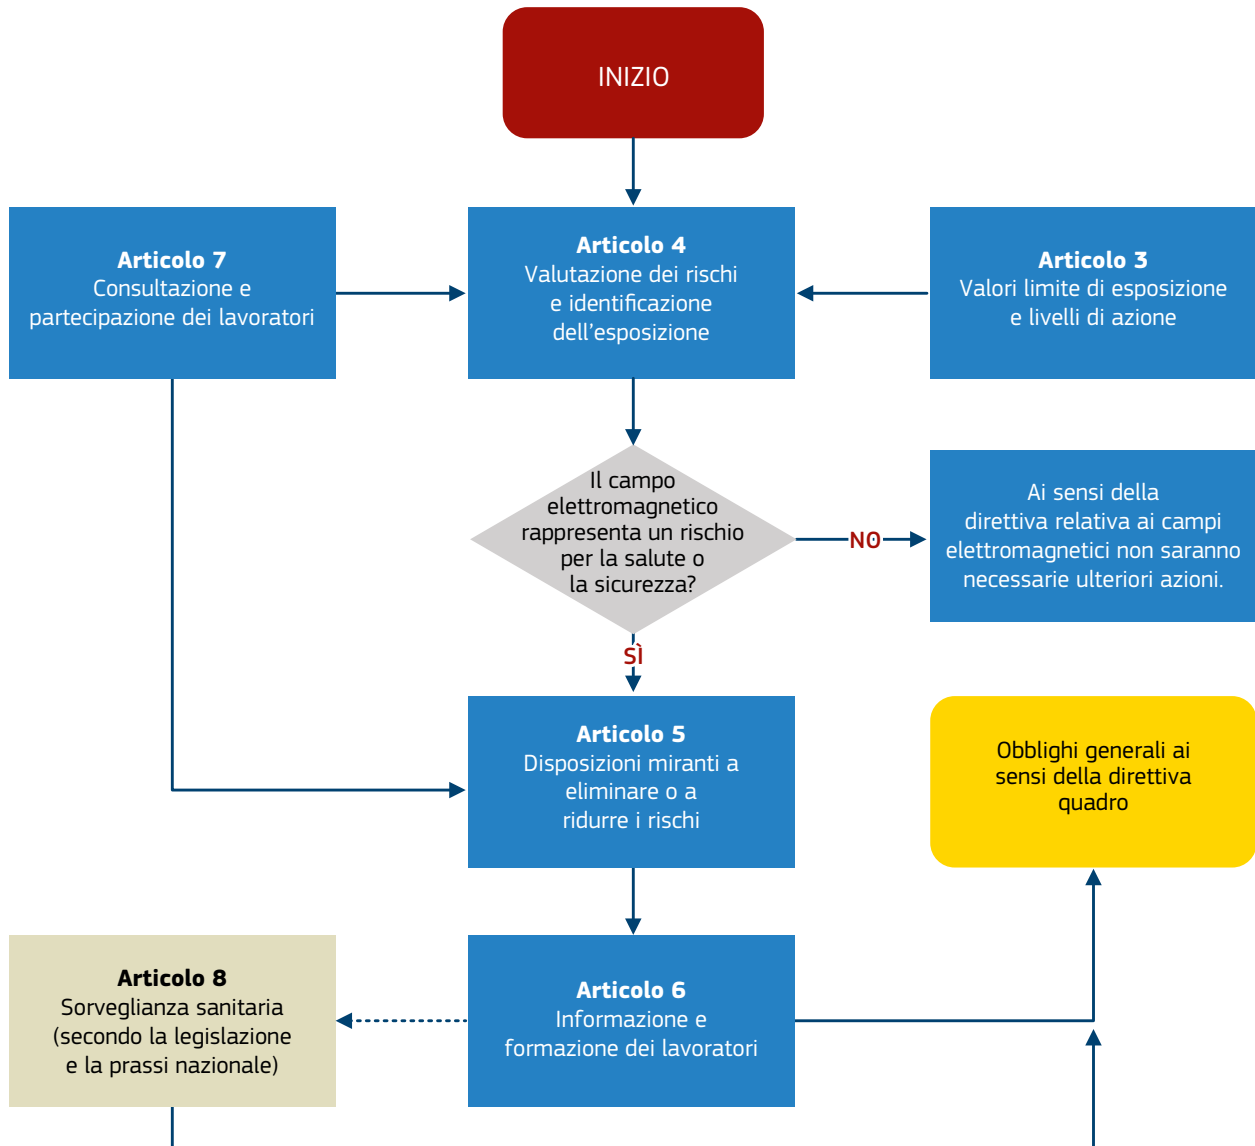 INIZIO
Articolo 7
Consultazione e
partecipazione dei lavoratori
Articolo 4
Valutazione dei rischi
e identificazione
dell'esposizione
Articolo 3
Valori limite di esposizione
e livelli di azione
Il campo
elettromagnetico
rappresenta un rischio
per la salute o
la sicurezza?
NO
Ai sensi della
direttiva relativa ai campi
elettromagnetici non saranno
necessarie ulteriori azioni.
SÌ
Articolo 5
Disposizioni miranti a
eliminare o a
ridurre i rischi
Obblighi generali ai
sensi della direttiva
quadro
Articolo 8
Sorveglianza sanitaria
(secondo la legislazione
e la prassi nazionale)
Articolo 6
Informazione e
formazione dei lavoratori